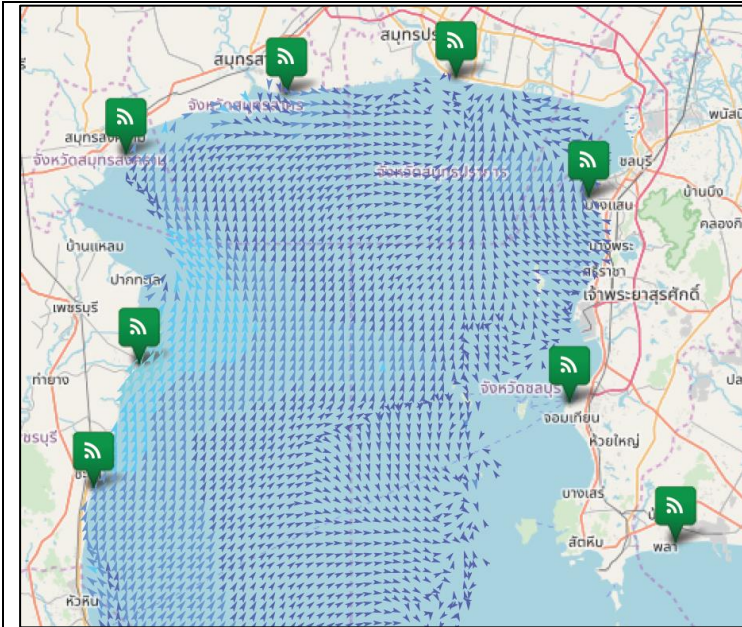 สมุทรส
สมุทรปร
จังหวัดสมุทรสาคร
สมุทรสงคราม
จังหวัดสมุทรสงคราม
จังหวัดสมุทรปราการ
พนัสนิ
ชลบุรี
บ้านบึง
บางแสน
คลองกิ
บ้านแหลม
บางพระ
ศรีราชา
ปากทะเล
เจ้าพระยาสุรศักดิ์
เพชรบุรี
ท่ายาง
จังหวัดชลบุรี
ปล
จอมเทียน
ชรบุรี
ห้วยใหญ่
ชะ
บางเสร่
บ้
สัตหีบ
พลา
หัวหิน